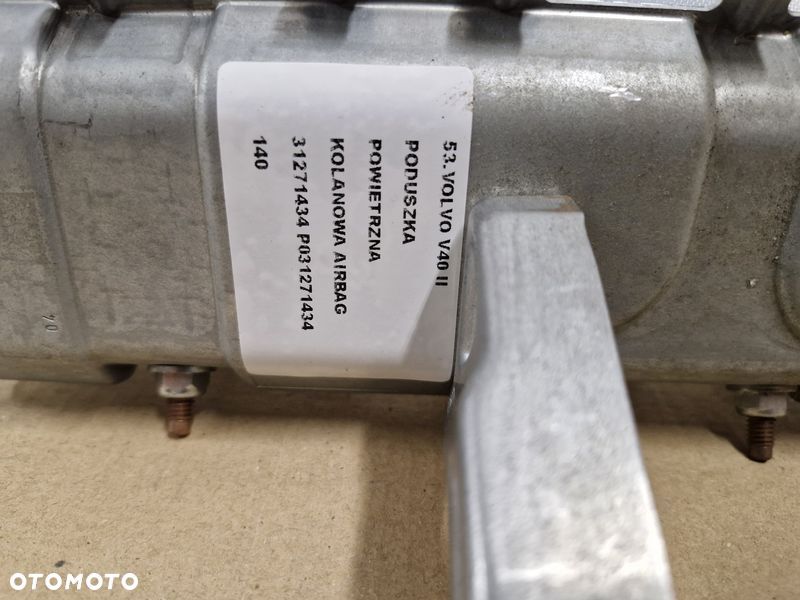 53. VOLVO V40 II
PODUSZKA
POWIETRZNA
KOLANOWA AIRBAG
31271434 P031271434
140
OTOMOTO